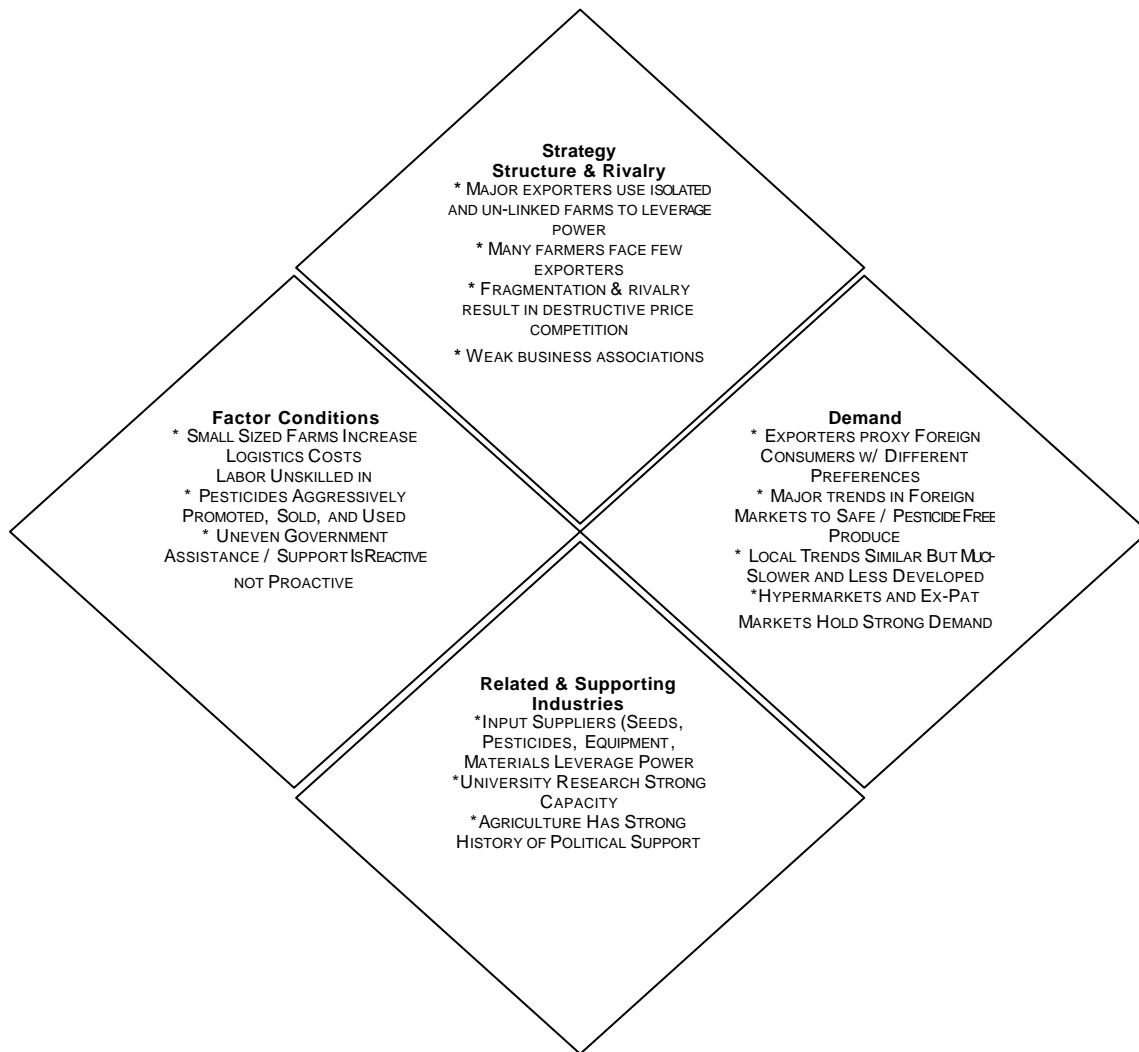 Strategy
Structure & Rivalry
* MAJOR EXPORTERS USE ISOLATED
AND UN-LINKED FARMS TO LEVERAGE
POWER
* MANY FARMERS FACE FEW
EXPORTERS
* FRAGMENTATION & RIVALRY
RESULT IN DESTRUCTIVE PRICE
COMPETITION
* WEAK BUSINESS ASSOCIATIONS
Factor Conditions
* SMALL SIZED FARMS INCREASE
LOGISTICS COSTS
LABOR UNSKILLED IN
* PESTICIDES AGGRESSIVELY
PROMOTED, SOLD, AND USED
* UNEVEN GOVERNMENT
ASSISTANCE / SUPPORT IS REACTIVE
NOT PROACTIVE
Demand
* EXPORTERS PROXY FOREIGN
CONSUMERS W/ DIFFERENT
PREFERENCES
* MAJOR TRENDS IN FOREIGN
MARKETS TO SAFE / PESTICIDE FREE
PRODUCE
* LOCAL TRENDS SIMILAR BUT MUCH
SLOWER AND LESS DEVELOPED
*HYPERMARKETS AND EX-PAT
MARKETS HOLD STRONG DEMAND
Related & Supporting
Industries
*INPUT SUPPLIERS (SEEDS,
PESTICIDES, EQUIPMENT,
MATERIALS LEVERAGE POWER
*UNIVERSITY RESEARCH STRONG
CAPACITY
*AGRICULTURE HAS STRONG
HISTORY OF POLITICAL SUPPORT